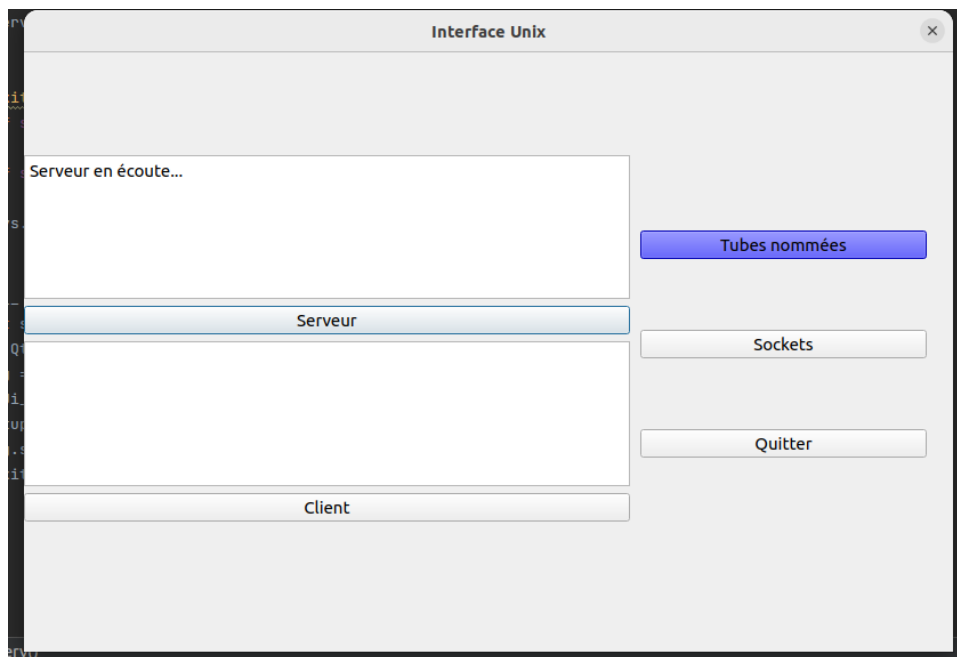 Interface Unix
Serveur en écoute...
Tubes nommées
Serveur
Sockets
Quitter
Client